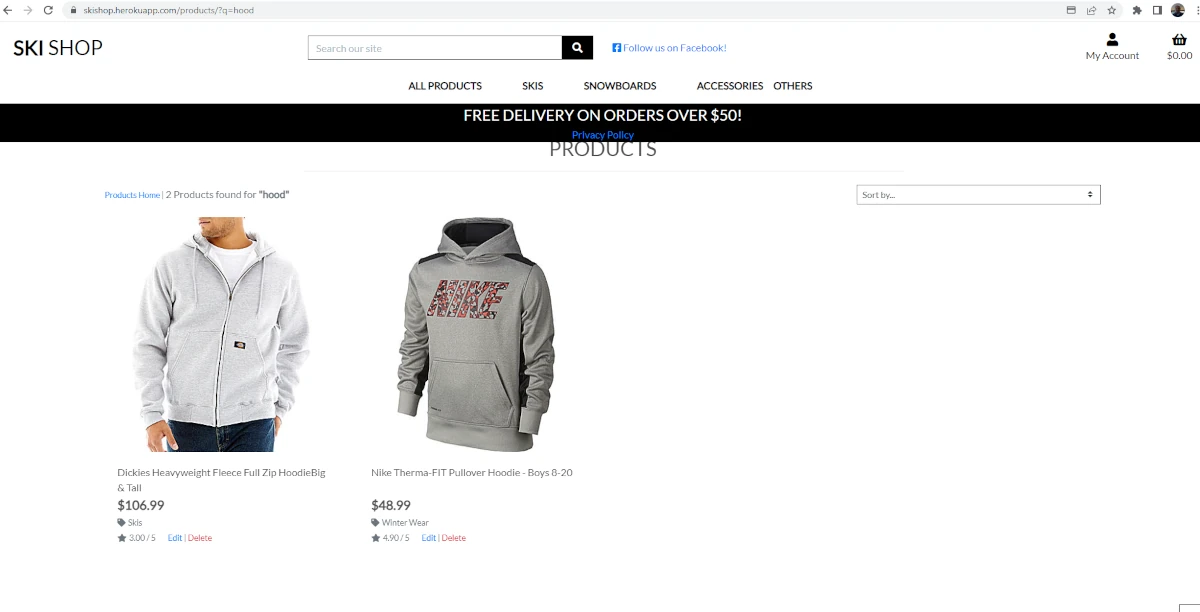 skishop.herokuapp.com/products/?q=hood
SKI SHOP
Search our site
Follow us on Facebook!
My Account
$0.00
ALL PRODUCTS SKIS SNOWBOARDS ACCESSORIES OTHERS
FREE DELIVERY ON ORDERS OVER $50!
Privacy Policy
PRODUCTS
Products Home | 2 Products found for "hood"
Sort by...
NIKE
Dickies Heavyweight Fleece Full Zip HoodieBig
& Tall
$106.99
Skis
3.00 / 5 Edit | Delete
Nike Therma-FIT Pullover Hoodie - Boys 8-20
$48.99
Winter Wear
4.90 / 5 Edit | Delete